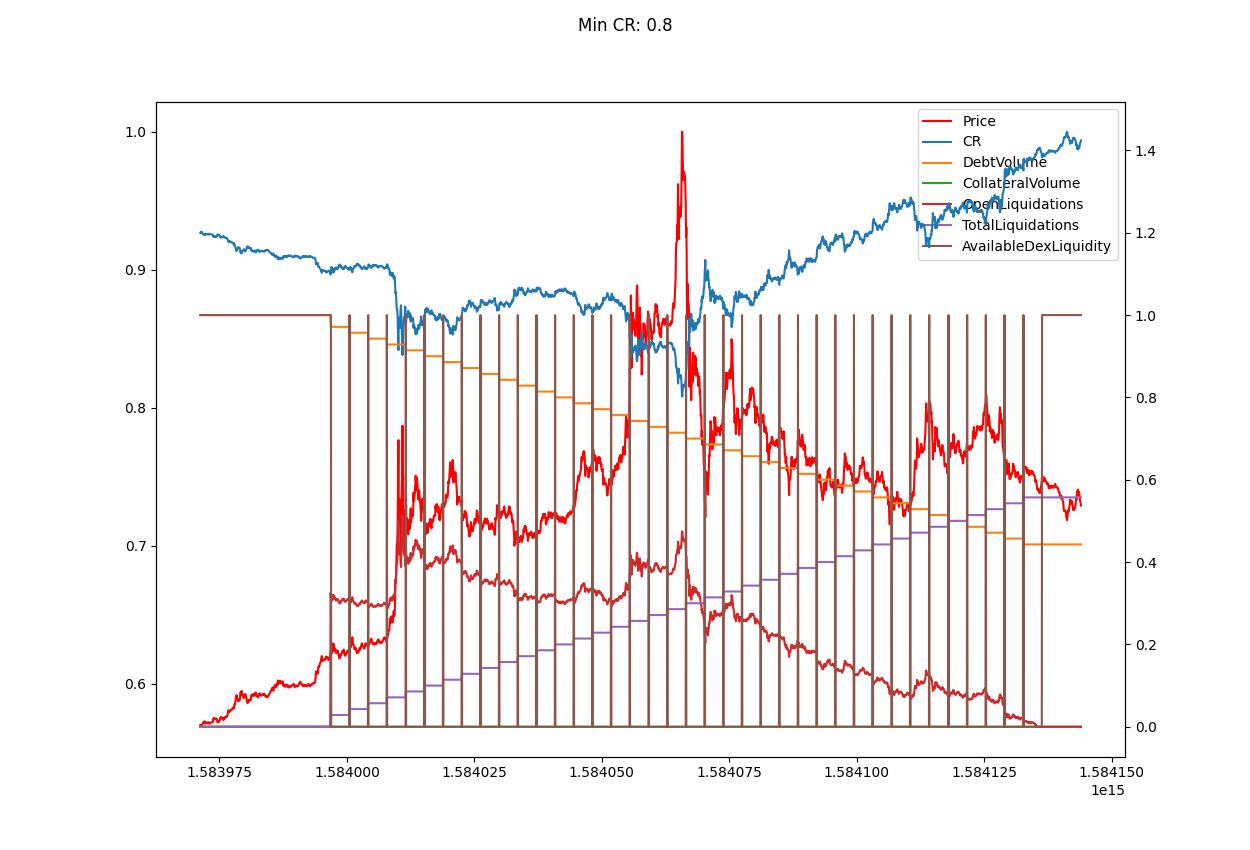 Min CR: 0.8
1.0
0.9
0.8
0.7
0.6
1.4
1.2
1.0
0.8
0.6
0.4
0.2
0.0
Price
CR
DebtVolume
CollateralVolume
OpenLiquidations
TotalLiquidations
AvailableDexLiquidity
1.583975 1.584000 1.584025 1.584050 1.584075 1.584100 1.584125 1.584150
1e15